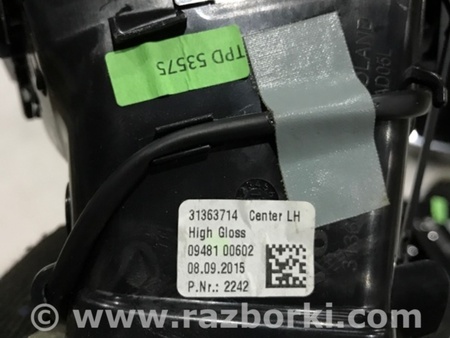 TPD 53575
31363714 Center LH
High Gloss
09481 00602
08.09.2015
P.Nr.: 2242
www.razborki.com